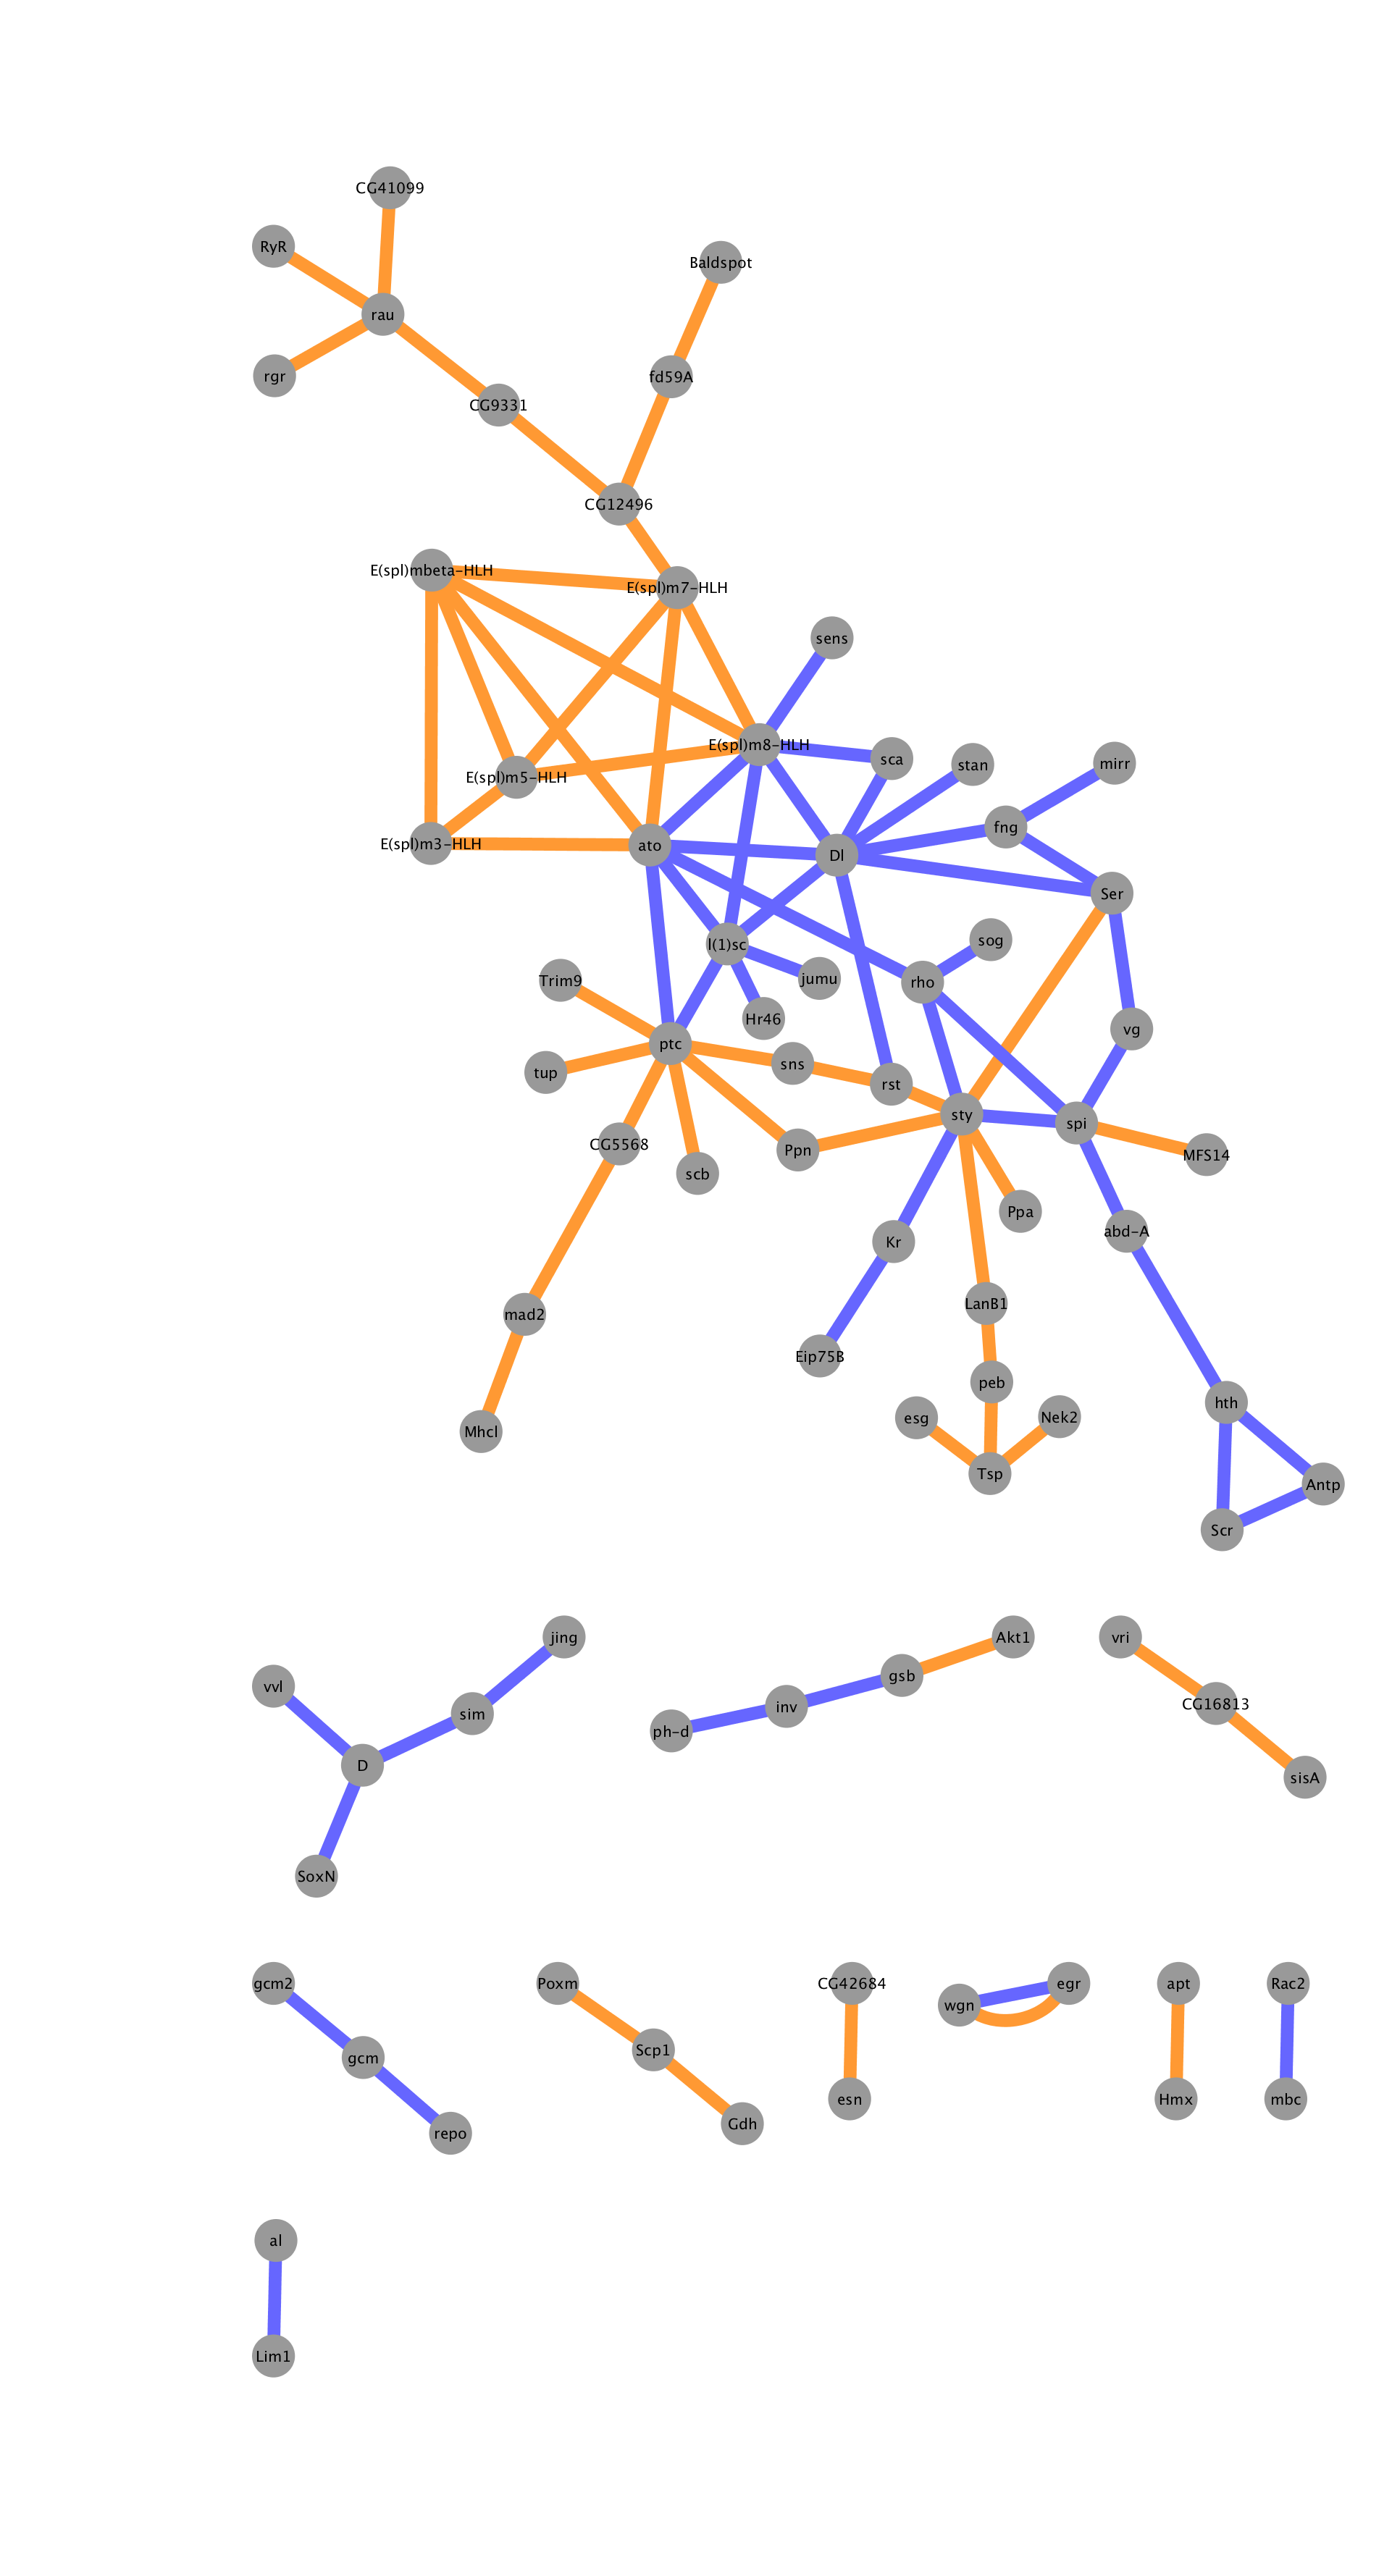 CG41099
RyR
Baldspot
rau
rgr
fd59A
CG9331
CG12496
E(spl)mbeta-HLH
E(spl)m7-HLH
sens
E(spl)m8-HLH
sca
stan
mirr
E(spl)m5-HLH
fng
E(spl)m3-HLH
ato
Dl
Ser
l(1)sc
sog
Trim9
jumu
rho
Hr46
vg
ptc
tup
sns
rst
sty
spi
CG5568
Ppn
MFS14
scb
Ppa
abd-A
Kr
LanB1
mad2
Eip75B
peb
hth
Mhcl
esg
Nek2
Tsp
Antp
Scr
jing
Akt1
vri
vvl
gsb
sim
inv
CG16813
ph-d
D
sisA
SoxN
gcm2
Poxm
CG42684
egr
apt
Rac2
wgn
gcm
Scp1
esn
Hmx
mbc
repo
Gdh
al
Lim1